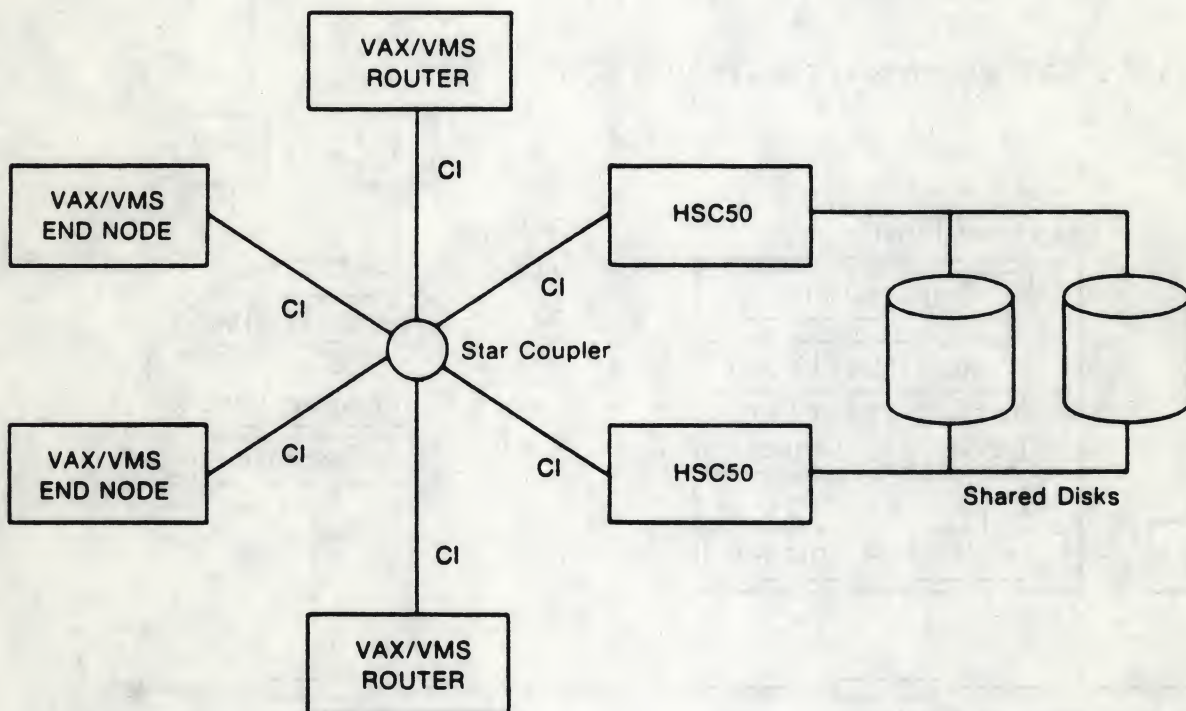 VAX/VMS
ROUTER
CI
VAX/VMS
END NODE
HSC50
CI
CI
Star Coupler
VAX/VMS
END NODE
CI
CI
HSC50
Shared Disks
CI
VAX/VMS
ROUTER